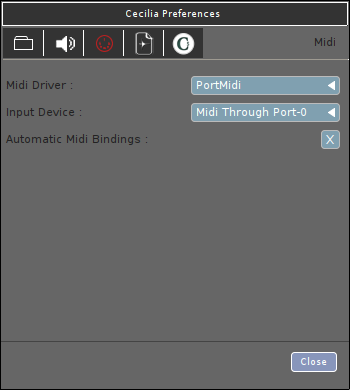 Cecilia Preferences
Midi
Midi Driver : PortMidi
Input Device : Midi Through Port-0
Automatic Midi Bindings : X
Close